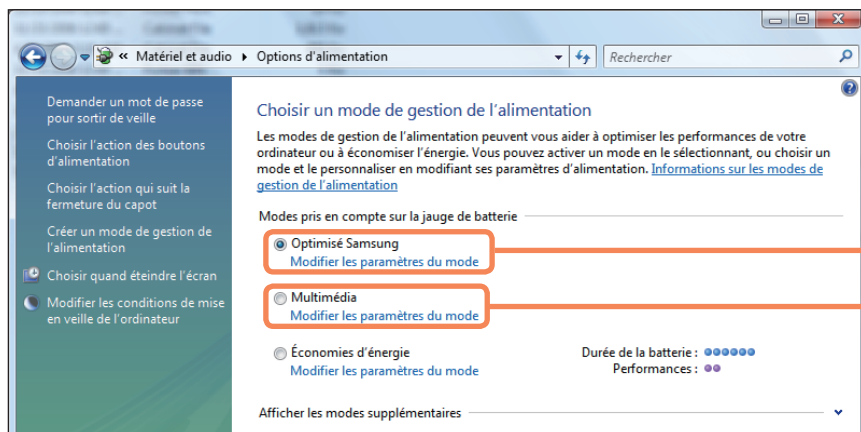 « Matériel et audio ▸ Options d'alimentation
Rechercher
Demander un mot de passe
pour sortir de veille
Choisir l'action des boutons
d'alimentation
Choisir l'action qui suit la
fermeture du capot
Créer un mode de gestion de
l'alimentation
Choisir quand éteindre l'écran
Modifier les conditions de mise
en veille de l'ordinateur
Choisir un mode de gestion de l'alimentation
Les modes de gestion de l'alimentation peuvent vous aider à optimiser les performances de votre
ordinateur ou à économiser l'énergie. Vous pouvez activer un mode en le sélectionnant, ou choisir un
mode et le personnaliser en modifiant ses paramètres d'alimentation. Informations sur les modes de
gestion de l'alimentation
Modes pris en compte sur la jauge de batterie
Optimisé Samsung
Modifier les paramètres du mode
Multimédia
Modifier les paramètres du mode
Économies d'énergie
Modifier les paramètres du mode
Durée de la batterie :
Performances :
Afficher les modes supplémentaires